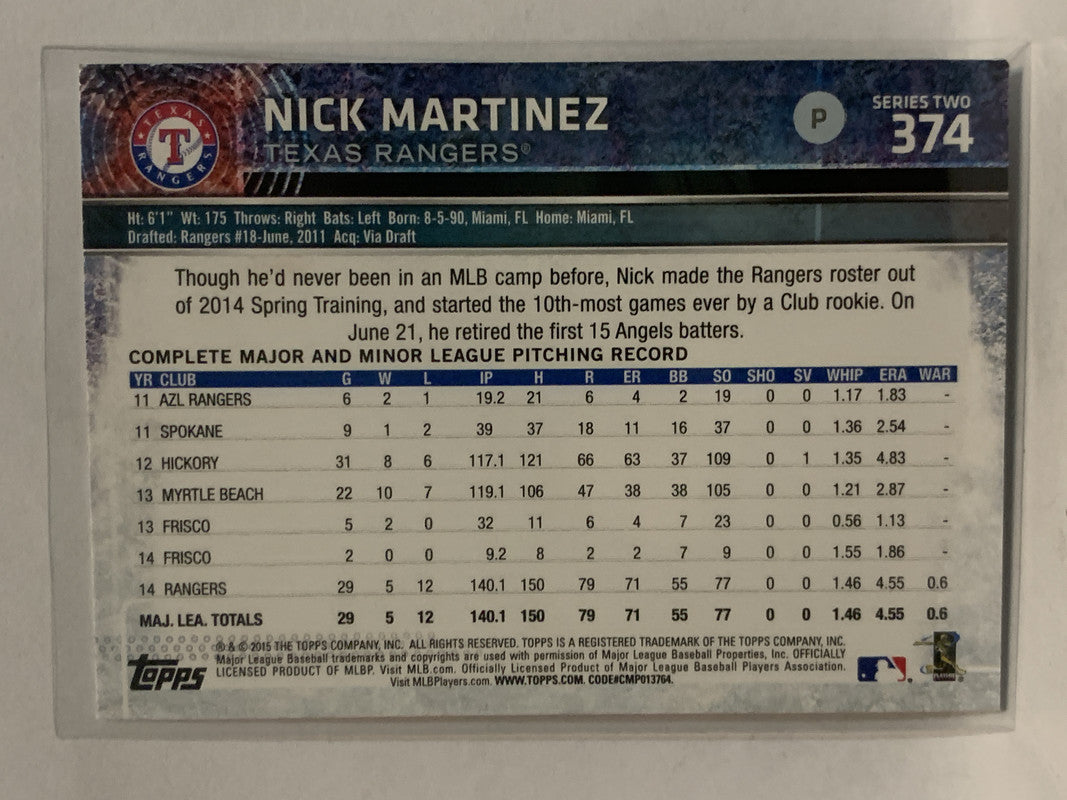 TEXAS RANGERS T
NICK MARTINEZ
TEXAS RANGERS®
P
SERIES TWO
374
Ht: 6'1" Wt: 175 Throws: Right Bats: Left Born: 8-5-90, Miami, FL Home: Miami, FL
Drafted: Rangers #18-June, 2011 Acq: Via Draft
Though he'd never been in an MLB camp before, Nick made the Rangers roster out
of 2014 Spring Training, and started the 10th-most games ever by a Club rookie. On
June 21, he retired the first 15 Angels batters.
COMPLETE MAJOR AND MINOR LEAGUE PITCHING RECORD
YR CLUB G W L IP H R ER BB SO SHO SV WHIP ERA WAR
11 AZL RANGERS 6 2 1 19.2 21 6 4 2 19 0 0 1.17 1.83 -
11 SPOKANE 9 1 2 39 37 18 11 16 37 0 0 1.36 2.54 -
12 HICKORY 31 8 6 117.1 121 66 63 37 109 0 1 1.35 4.83 -
13 MYRTLE BEACH 22 10 7 119.1 106 47 38 38 105 0 0 1.21 2.87 -
13 FRISCO 5 2 0 32 11 6 4 7 23 0 0 0.56 1.13 -
14 FRISCO 2 0 0 9.2 8 2 2 7 9 0 0 1.55 1.86 -
14 RANGERS 29 5 12 140.1 150 79 71 55 77 0 0 1.46 4.55 0.6
MAJ. LEA. TOTALS 29 5 12 140.1 150 79 71 55 77 0 0 1.46 4.55 0.6
® & © 2015 THE TOPPS COMPANY, INC. ALL RIGHTS RESERVED. TOPPS IS A REGISTERED TRADEMARK OF THE TOPPS COMPANY, INC.
Major League Baseball trademarks and copyrights are used with permission of Major League Baseball Properties, Inc. OFFICIALLY
LICENSED PRODUCT OF MLBP. Visit MLB.com. Officially Licensed Product of Major League Baseball Players Association.
Visit MLBPlayers.com. WWW.TOPPS.COM. CODE#CMP013764.
Topps
PLAYERS